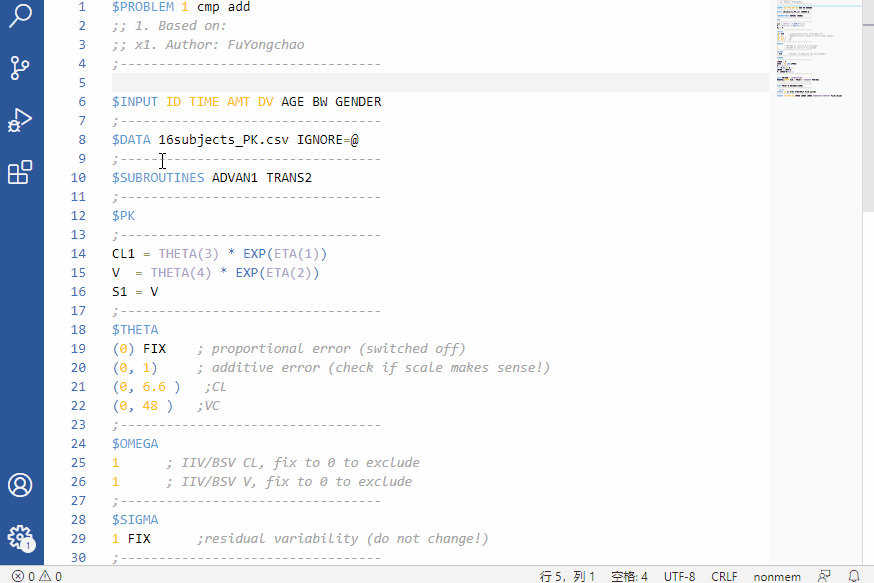 1 $PROBLEM 1 cmp add
2 ;; 1. Based on:
3 ;; x1. Author: FuYongchao
4 ;----------------------------------
5
6 $INPUT ID TIME AMT DV AGE BW GENDER
7 ;----------------------------------
8 $DATA 16subjects_PK.csv IGNORE=@
9 ;----------------------------------
10 $SUBROUTINES ADVAN1 TRANS2
11 ;----------------------------------
12 $PK
13 ;----------------------------------
14 CL1 = THETA(3) * EXP(ETA(1))
15 V  = THETA(4) * EXP(ETA(2))
16 S1 = V
17 ;----------------------------------
18 $THETA
19 (0) FIX    ; proportional error (switched off)
20 (0, 1)     ; additive error (check if scale makes sense!)
21 (0, 6.6 )   ;CL
22 (0, 48 )   ;VC
23 ;----------------------------------
24 $OMEGA
25 1      ; IIV/BSV CL, fix to 0 to exclude
26 1      ; IIV/BSV V, fix to 0 to exclude
27 ;----------------------------------
28 $SIGMA
29 1 FIX      ;residual variability (do not change!)
30 ;----------------------------------
1
0 0 行 5，列 1 空格: 4 UTF-8 CRLF nonmem